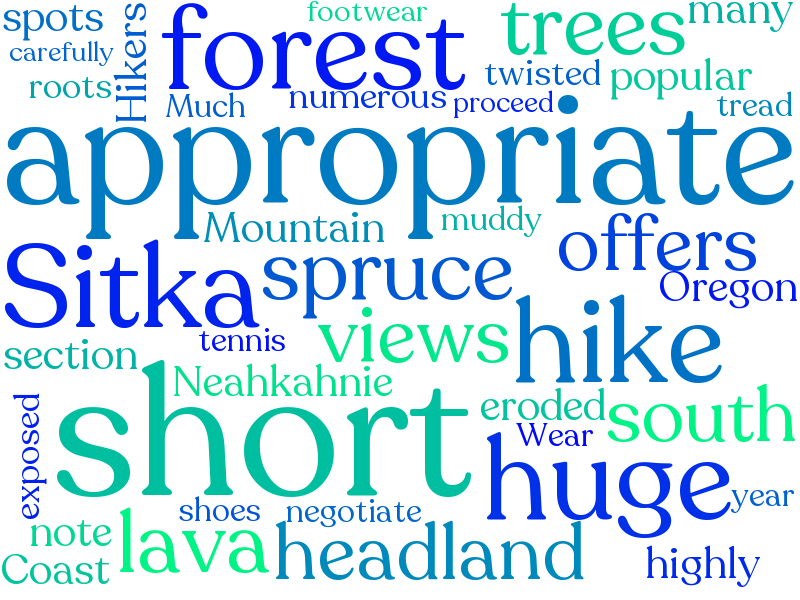 spots
carefully
roots
Hikers
forest
footwear
trees
many
twisted
popular
Much
numerous
proceed
tread
appropriate
Mountain
muddy
offers
Sitka
spruce
Oregon
tennis
views
hike
section
Neahkahnie
short
eroded
south
exposed
Wear
huge
year
shoes
negotiate
note
lava
headland
highly
Coast